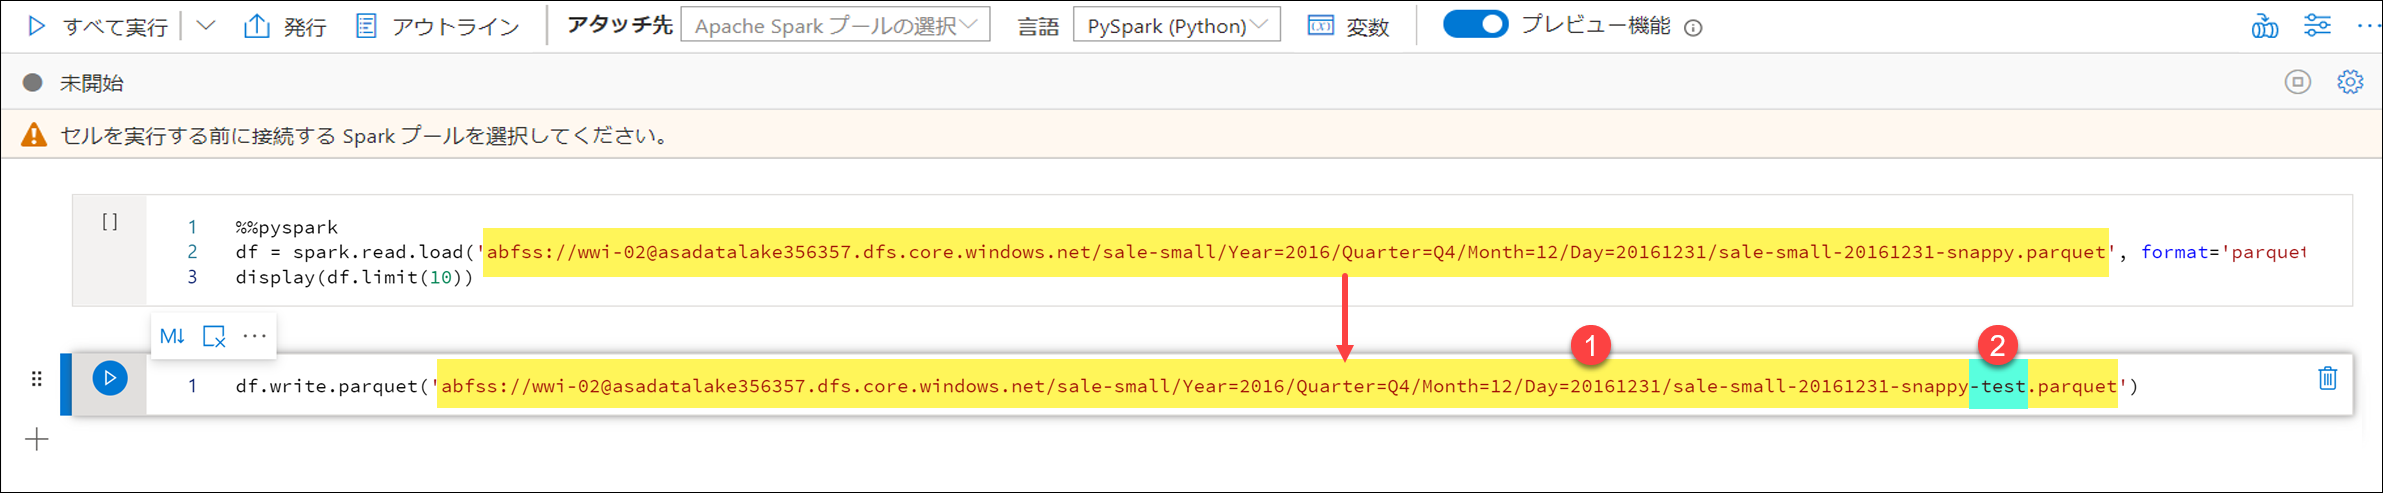 すべて実行 発行 アウトライン アタッチ先 Apache Spark プールの選択 言語 PySpark (Python) 変数 プレビュー機能
未開始
セルを実行する前に接続する Spark プールを選択してください。
[ ] 1 %%pyspark
2 df = spark.read.load('abfss://wwi-02@asadatalake356357.dfs.core.windows.net/sale-small/Year=2016/Quarter=Q4/Month=12/Day=20161231/sale-small-20161231-snappy.parquet', format='parquet
3 display(df.limit(10))
M↓ ···
1 2
1 df.write.parquet('abfss://wwi-02@asadatalake356357.dfs.core.windows.net/sale-small/Year=2016/Quarter=Q4/Month=12/Day=20161231/sale-small-20161231-snappy-test.parquet')